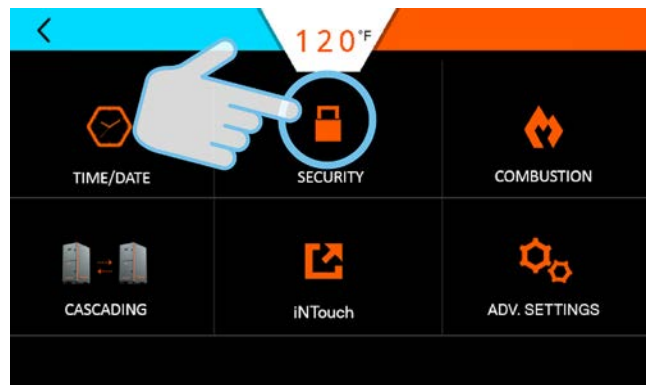 120°F
TIME/DATE
SECURITY
COMBUSTION
CASCADING
iNTouch
ADV. SETTINGS